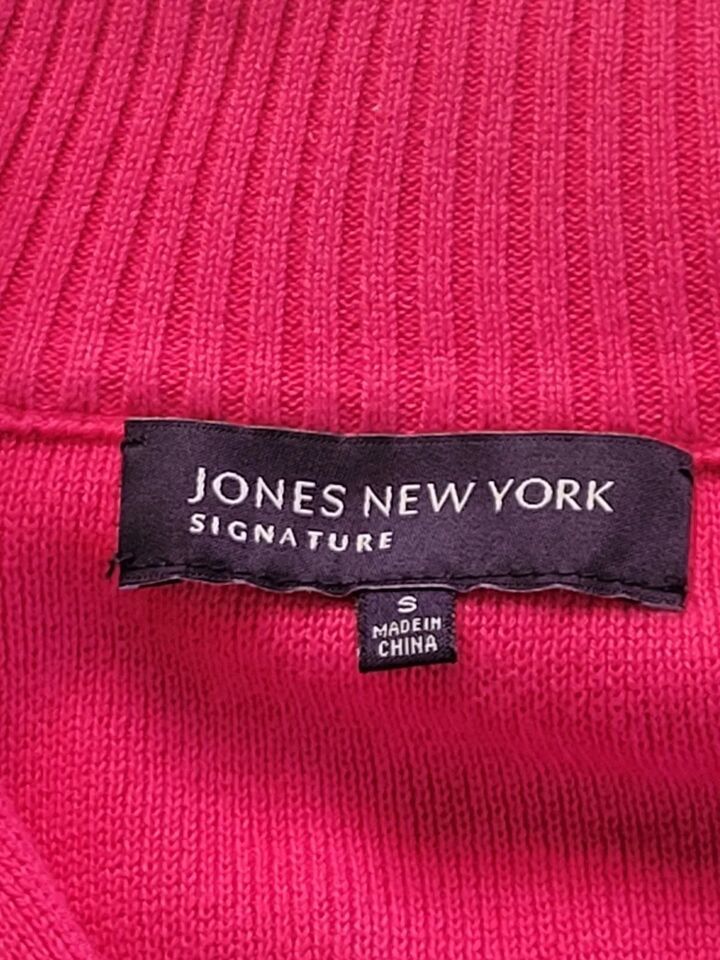 JONES NEW YORK
SIGNATURE
S
MADE IN
CHINA